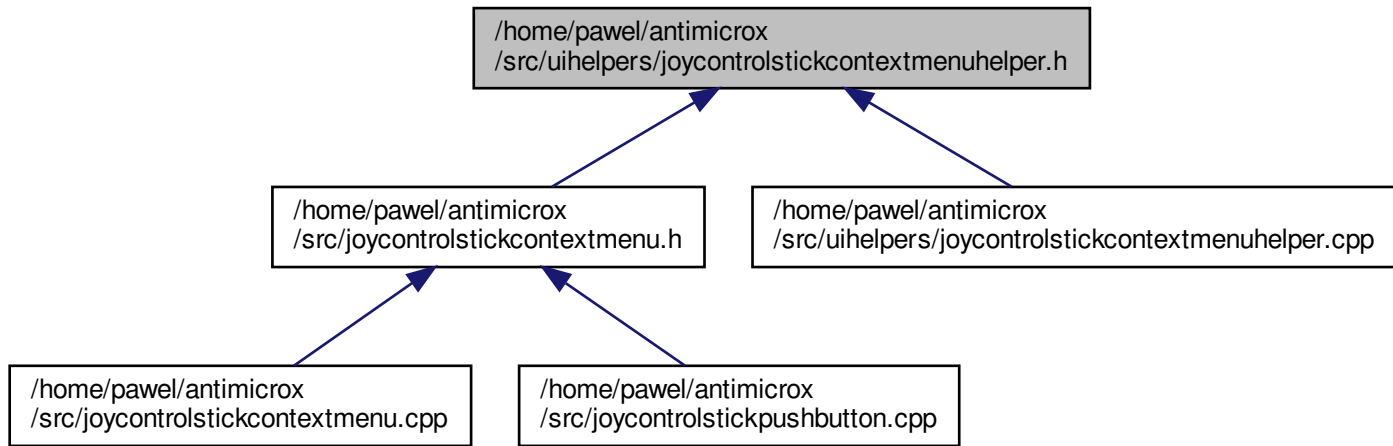 /home/pawel/antimicrox
/src/uihelpers/joycontrolstickcontextmenuhelper.h
/home/pawel/antimicrox
/src/joycontrolstickcontextmenu.h
/home/pawel/antimicrox
/src/uihelpers/joycontrolstickcontextmenuhelper.cpp
/home/pawel/antimicrox
/src/joycontrolstickcontextmenu.cpp
/home/pawel/antimicrox
/src/joycontrolstickpushbutton.cpp